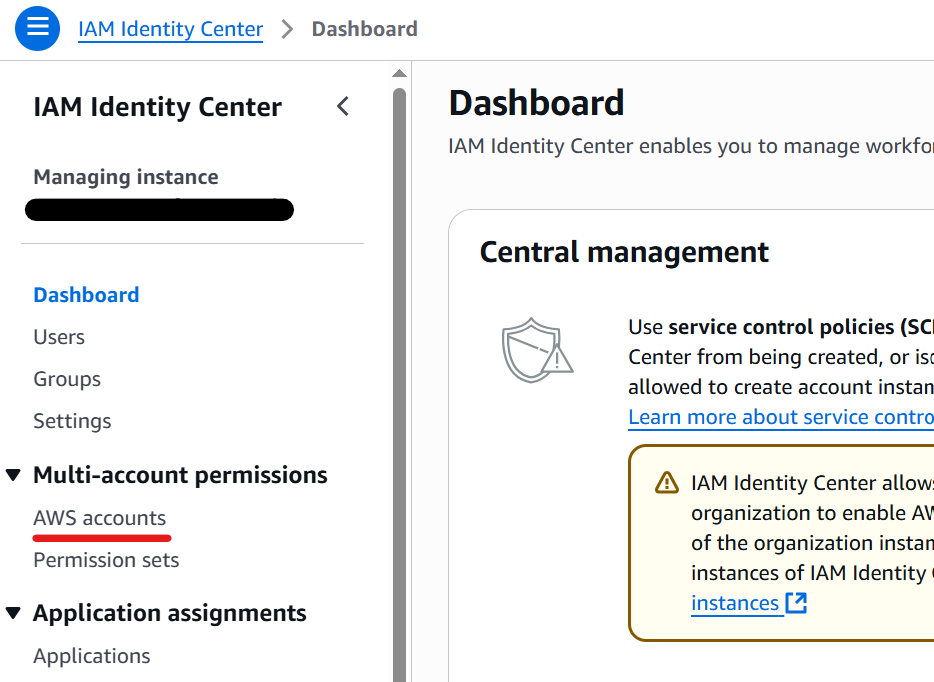 IAM Identity Center > Dashboard
IAM Identity Center
Managing instance
Dashboard
Users
Groups
Settings
Multi-account permissions
AWS accounts
Permission sets
Application assignments
Applications
Dashboard
IAM Identity Center enables you to manage workfo
Central management
Use service control policies (SC
Center from being created, or iso
allowed to create account instan
Learn more about service contro
IAM Identity Center allows
organization to enable AW
of the organization instan
instances of IAM Identity
instances